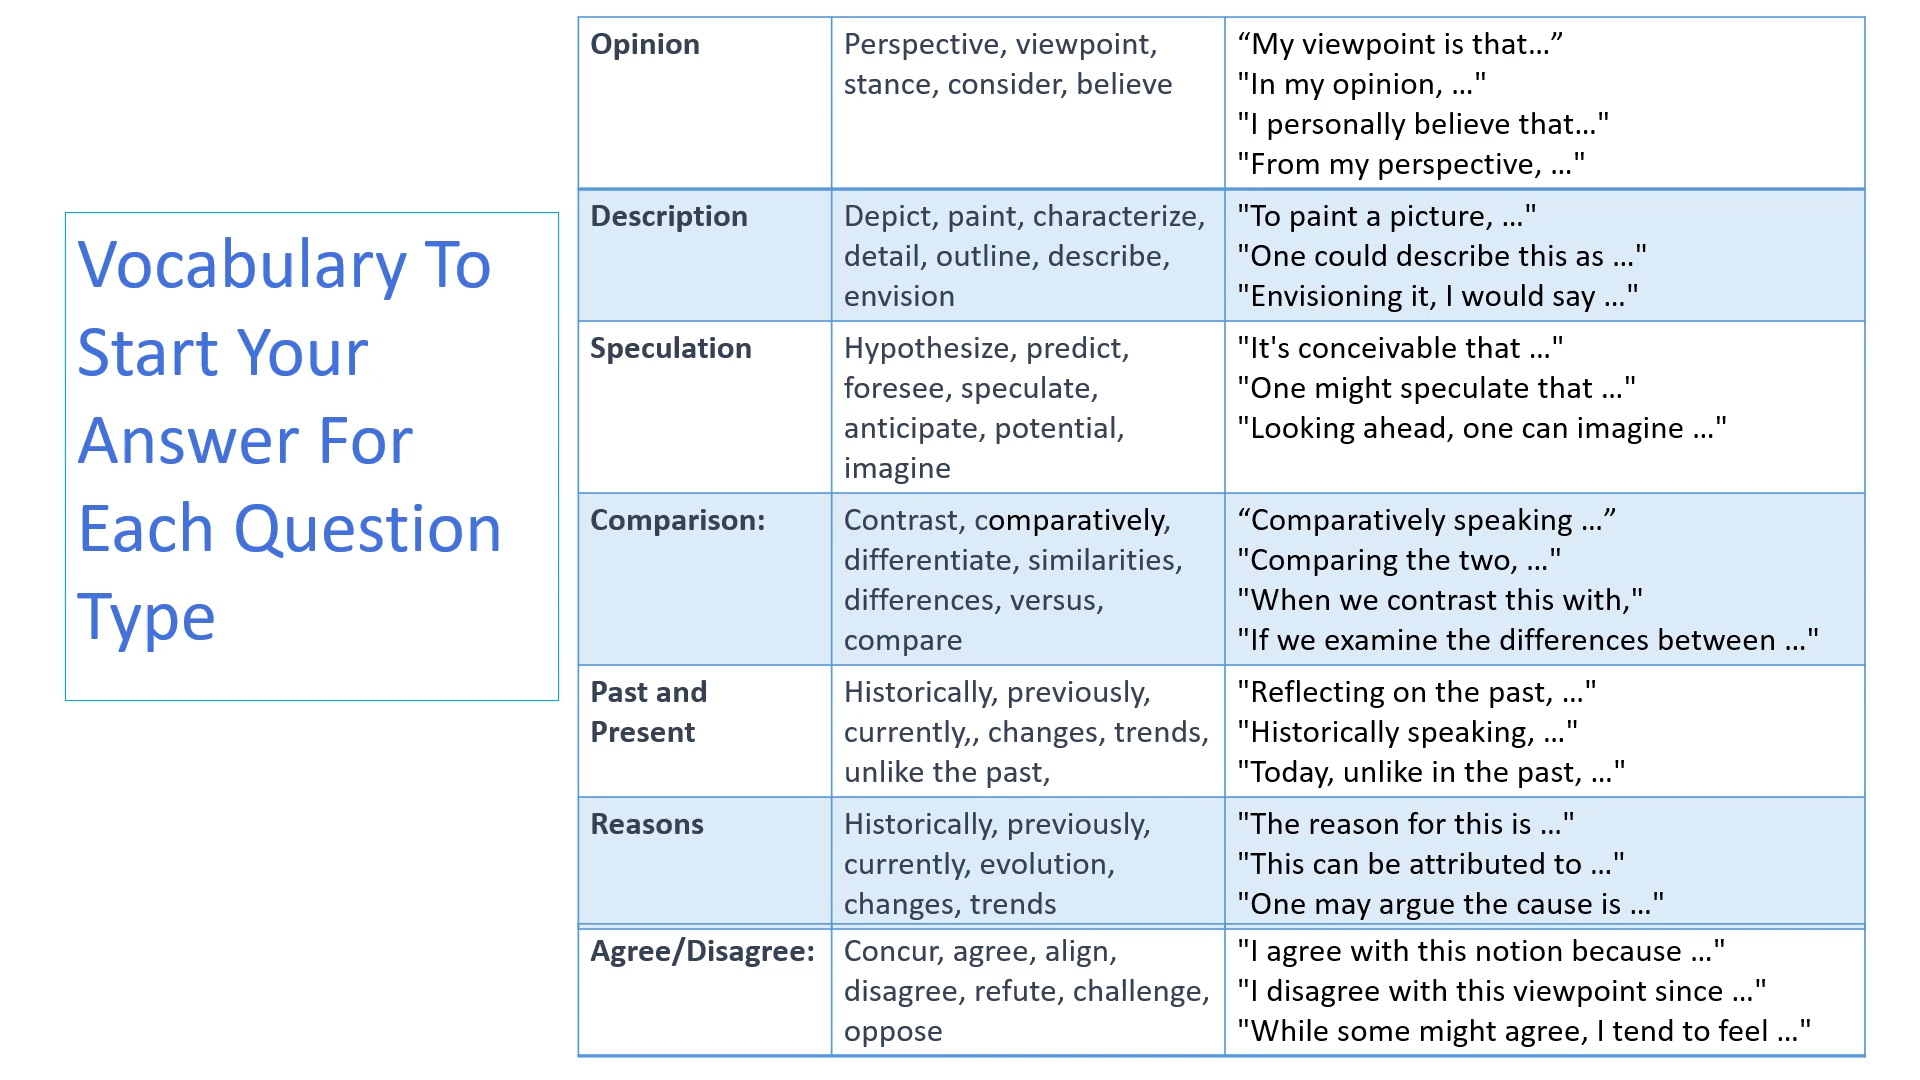 Vocabulary To
Start Your
Answer For
Each Question
Type
Opinion
Perspective, viewpoint,
stance, consider, believe
“My viewpoint is that…”
"In my opinion, …"
"I personally believe that…"
"From my perspective, …"
Description
Depict, paint, characterize,
detail, outline, describe,
envision
"To paint a picture, …"
"One could describe this as …"
"Envisioning it, I would say …"
Speculation
Hypothesize, predict,
foresee, speculate,
anticipate, potential,
imagine
"It's conceivable that …"
"One might speculate that …"
"Looking ahead, one can imagine …"
Comparison:
Contrast, comparatively,
differentiate, similarities,
differences, versus,
compare
“Comparatively speaking …”
"Comparing the two, …"
"When we contrast this with,"
"If we examine the differences between …"
Past and
Present
Historically, previously,
currently,, changes, trends,
unlike the past,
"Reflecting on the past, …"
"Historically speaking, …"
"Today, unlike in the past, …"
Reasons
Historically, previously,
currently, evolution,
changes, trends
"The reason for this is …"
"This can be attributed to …"
"One may argue the cause is …"
Agree/Disagree:
Concur, agree, align,
disagree, refute, challenge,
oppose
"I agree with this notion because …"
"I disagree with this viewpoint since …"
"While some might agree, I tend to feel …"